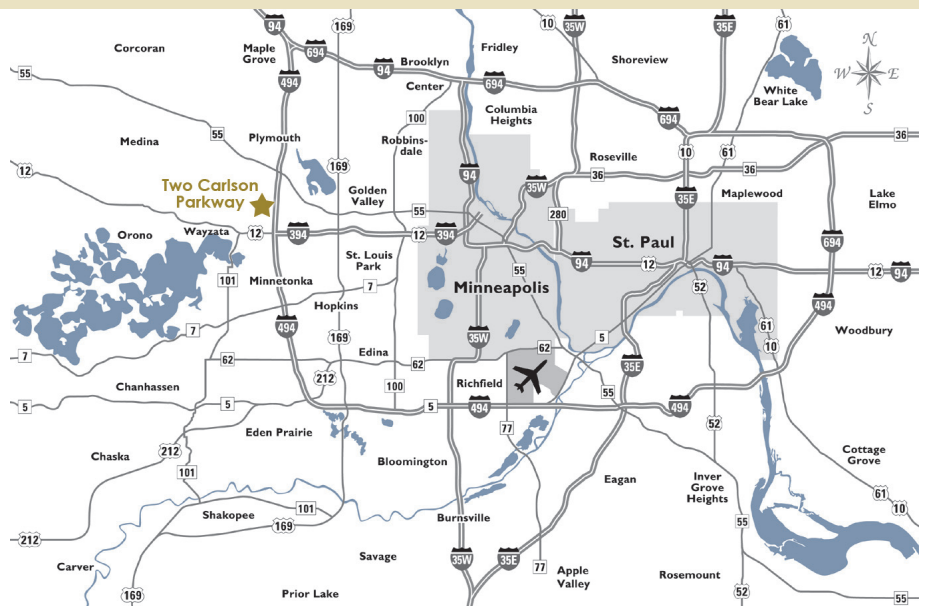 94
169
10
35W
35E
61
N
W E
S
Corcoran
Maple
Grove
694
Fridley
Shoreview
55
94
Brooklyn
Center
694
494
White
Bear Lake
Columbia
Heights
100
694
Medina
55
Plymouth
Robbins-
dale
10
61
36
Roseville
169
12
94
35W
36
36
Maplewood
35E
Lake
Elmo
Two Carlson
Parkway
Golden
Valley
55
280
Orono
Wayzata
12
394
12
394
St. Paul
694
St. Louis
Park
55
94
12
94
12
94
101
Minnetonka
7
Minneapolis
52
Hopkins
494
169
35W
5
61
494
Woodbury
7
7
62
Edina
62
62
10
212
35E
Chanhassen
100
Richfield
55
5
5
5
494
494
77
52
Eden Prairie
212
Chaska
101
Bloomington
Cottage
Grove
Eagan
Inver
Grove
Heights
61
10
Shakopee
101
169
Burnsville
55
212
Savage
35W
35E
77
Apple
Valley
Carver
Rosemount
169
Prior Lake
52
55